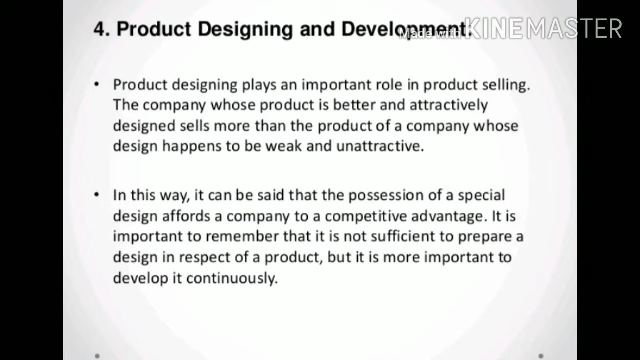 4. Product Designing and Development:
Made with KINEMASTER
• Product designing plays an important role in product selling.
The company whose product is better and attractively
designed sells more than the product of a company whose
design happens to be weak and unattractive.
• In this way, it can be said that the possession of a special
design affords a company to a competitive advantage. It is
important to remember that it is not sufficient to prepare a
design in respect of a product, but it is more important to
develop it continuously.